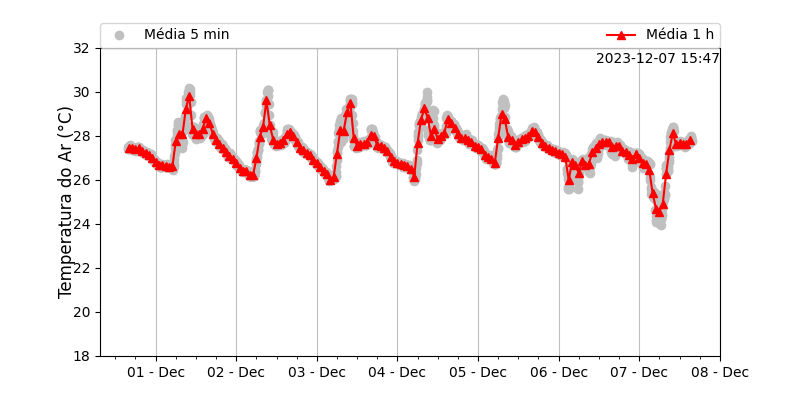 Média 5 min
Média 1 h
2023-12-07 15:47
Temperatura do Ar (°C)
32
30
28
26
24
22
20
18
01 - Dec
02 - Dec
03 - Dec
04 - Dec
05 - Dec
06 - Dec
07 - Dec
08 - Dec